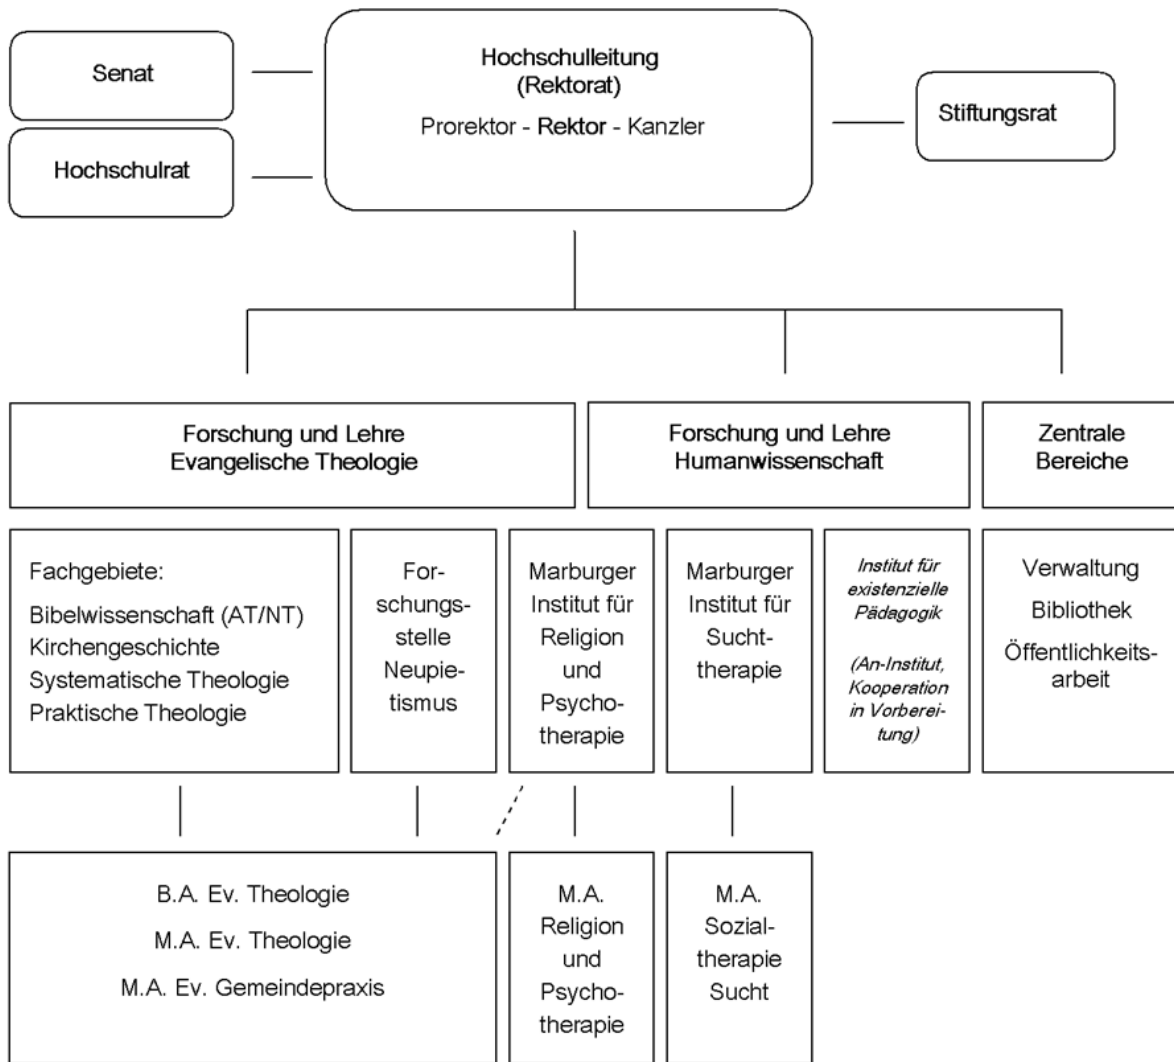 Senat
Hochschulrat
Hochschulleitung
(Rektorat)
Prorektor - Rektor - Kanzler
Stiftungsrat
Forschung und Lehre
Evangelische Theologie
Forschung und Lehre
Humanwissenschaft
Zentrale
Bereiche
Fachgebiete:
Bibelwissenschaft (AT/NT)
Kirchengeschichte
Systematische Theologie
Praktische Theologie
For-
schungs-
stelle
Neupie-
tismus
Marburger
Institut für
Religion
und
Psycho-
therapie
Marburger
Institut für
Sucht-
therapie
Institut für
existenzielle
Pädagogik
(An-Institut,
Kooperation
in Vorberei-
tung)
Verwaltung
Bibliothek
Öffentlichkeits-
arbeit
B.A. Ev. Theologie
M.A. Ev. Theologie
M.A. Ev. Gemeindepraxis
M.A.
Religion
und
Psycho-
therapie
M.A.
Sozial-
therapie
Sucht